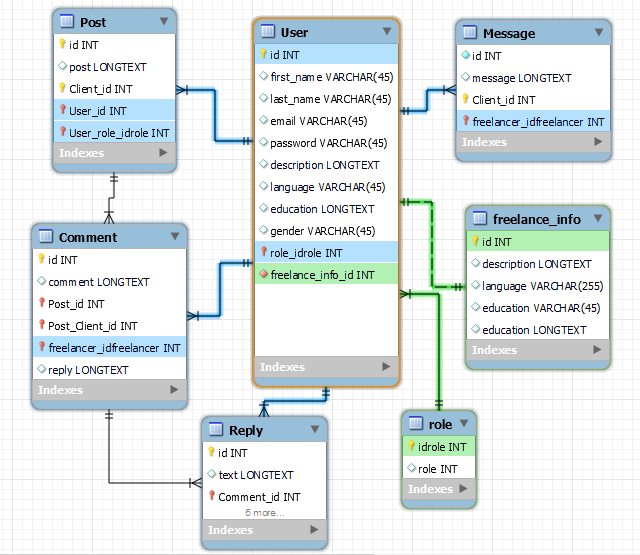 Post
id INT
post LONGTEXT
Client_id INT
User_id INT
User_role_idrole INT
Indexes
User
id INT
first_name VARCHAR(45)
last_name VARCHAR(45)
email VARCHAR(45)
password VARCHAR(45)
description LONGTEXT
language VARCHAR(45)
education LONGTEXT
gender VARCHAR(45)
role_idrole INT
freelance_info_id INT
Indexes
Message
id INT
message LONGTEXT
Client_id INT
freelancer_idfreelancer INT
Indexes
Comment
id INT
comment LONGTEXT
Post_id INT
Post_Client_id INT
freelancer_idfreelancer INT
reply LONGTEXT
Indexes
freelance_info
id INT
description LONGTEXT
language VARCHAR(255)
education VARCHAR(45)
education LONGTEXT
Indexes
Reply
id INT
text LONGTEXT
Comment_id INT
5 more...
Indexes
role
idrole INT
role INT
Indexes